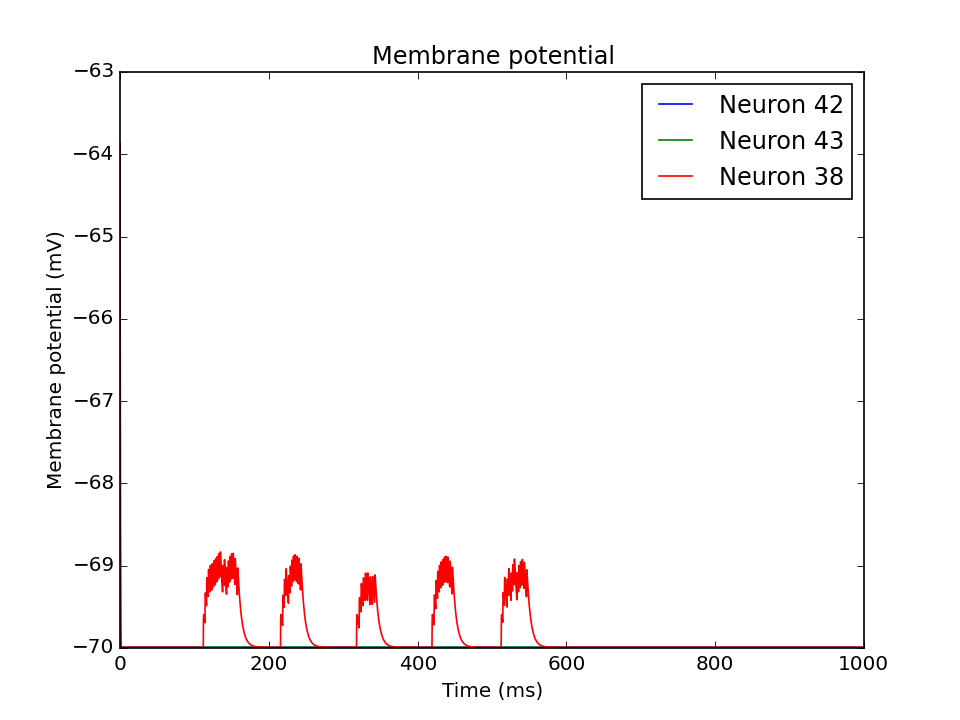 Membrane potential
Neuron 42
Neuron 43
Neuron 38
Membrane potential (mV)
−63
−64
−65
−66
−67
−68
−69
−70
0 200 400 600 800 1000
Time (ms)